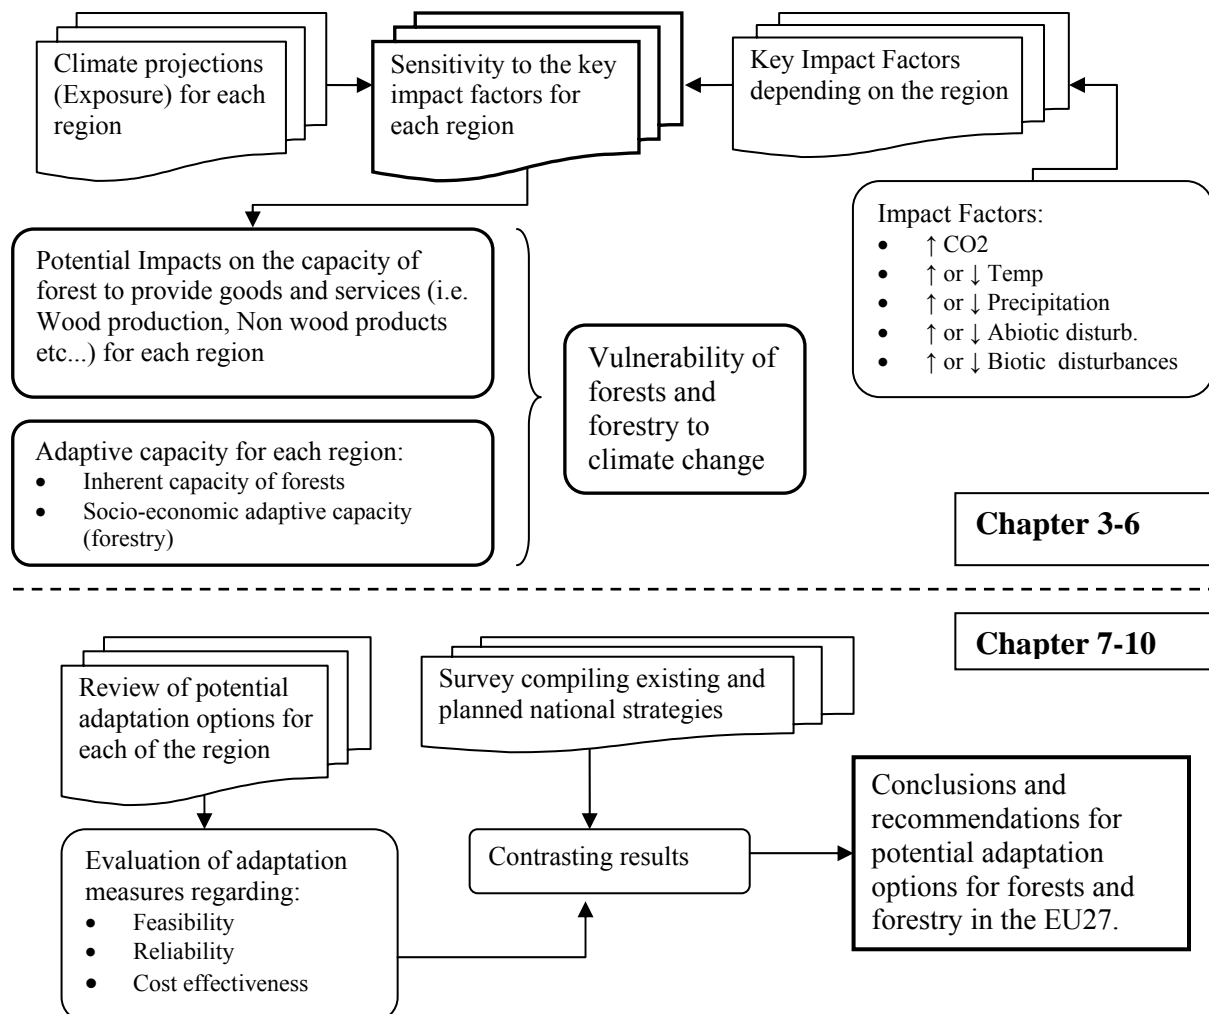 Climate projections
(Exposure) for each
region
Sensitivity to the key
impact factors for
each region
Key Impact Factors
depending on the region
Impact Factors:
• ↑ CO2
• ↑ or ↓ Temp
• ↑ or ↓ Precipitation
• ↑ or ↓ Abiotic disturb.
• ↑ or ↓ Biotic disturbances
Potential Impacts on the capacity of
forest to provide goods and services (i.e.
Wood production, Non wood products
etc...) for each region
Adaptive capacity for each region:
• Inherent capacity of forests
• Socio-economic adaptive capacity
(forestry)
Vulnerability of
forests and
forestry to
climate change
Chapter 3-6
Chapter 7-10
Review of potential
adaptation options for
each of the region
Survey compiling existing and
planned national strategies
Evaluation of adaptation
measures regarding:
• Feasibility
• Reliability
• Cost effectiveness
Contrasting results
Conclusions and
recommendations for
potential adaptation
options for forests and
forestry in the EU27.